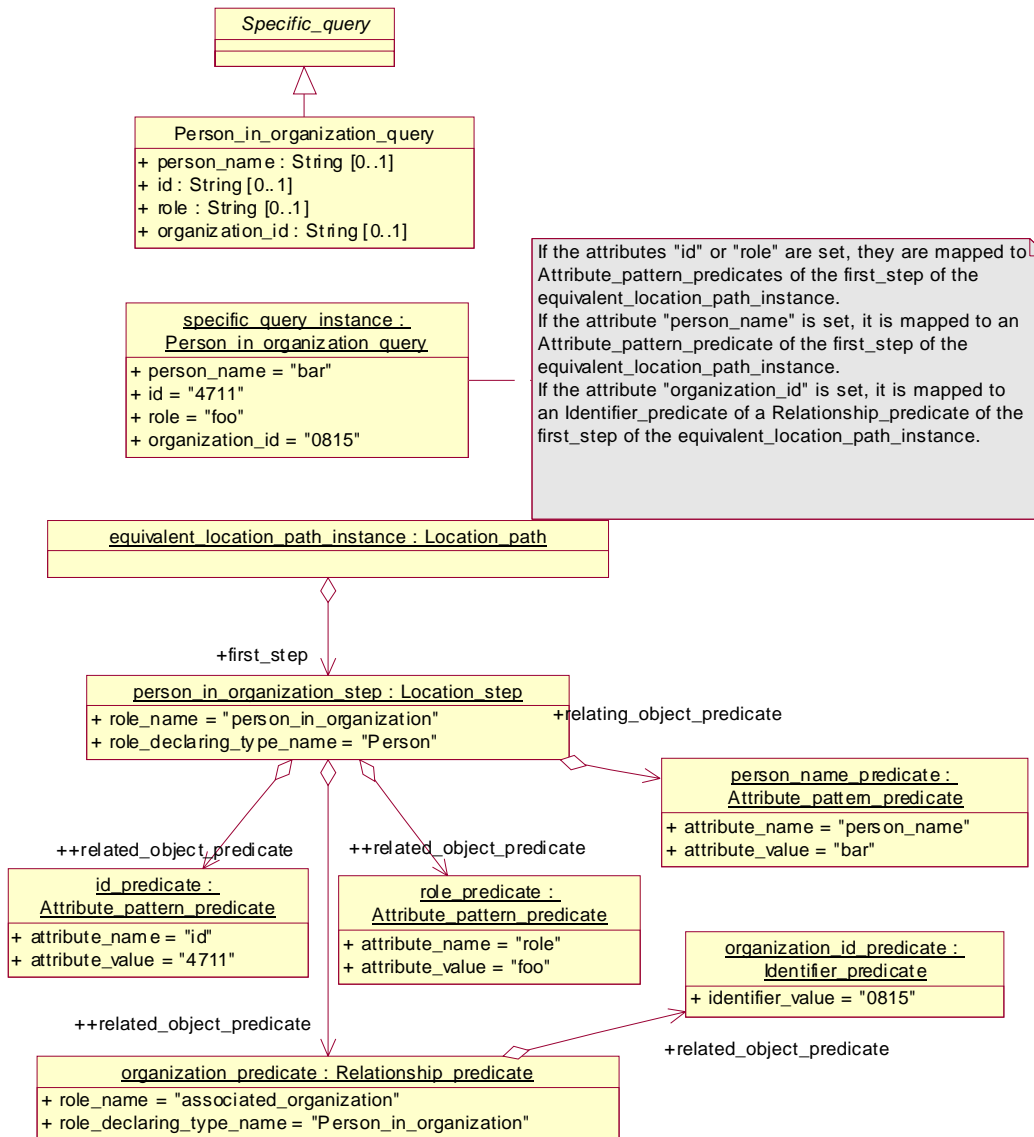 Specific_query
Person_in_organization_query
+ person_name : String [0..1]
+ id : String [0..1]
+ role : String [0..1]
+ organization_id : String [0..1]
If the attributes "id" or "role" are set, they are mapped to
Attribute_pattern_predicates of the first_step of the
equivalent_location_path_instance.
If the attribute "person_name" is set, it is mapped to an
Attribute_pattern_predicate of the first_step of the
equivalent_location_path_instance.
If the attribute "organization_id" is set, it is mapped to
an Identifier_predicate of a Relationship_predicate of the
first_step of the equivalent_location_path_instance.
specific_query_instance :
Person_in_organization_query
+ person_name = "bar"
+ id = "4711"
+ role = "foo"
+ organization_id = "0815"
equivalent_location_path_instance : Location_path
+first_step
person_in_organization_step : Location_step
+ role_name = "person_in_organization"
+ role_declaring_type_name = "Person"
+relating_object_predicate
person_name_predicate :
Attribute_pattern_predicate
+ attribute_name = "person_name"
+ attribute_value = "bar"
++related_object_predicate
++related_object_predicate
id_predicate :
Attribute_pattern_predicate
+ attribute_name = "id"
+ attribute_value = "4711"
role_predicate :
Attribute_pattern_predicate
+ attribute_name = "role"
+ attribute_value = "foo"
organization_id_predicate :
Identifier_predicate
+ identifier_value = "0815"
++related_object_predicate
+related_object_predicate
organization_predicate : Relationship_predicate
+ role_name = "associated_organization"
+ role_declaring_type_name = "Person_in_organization"